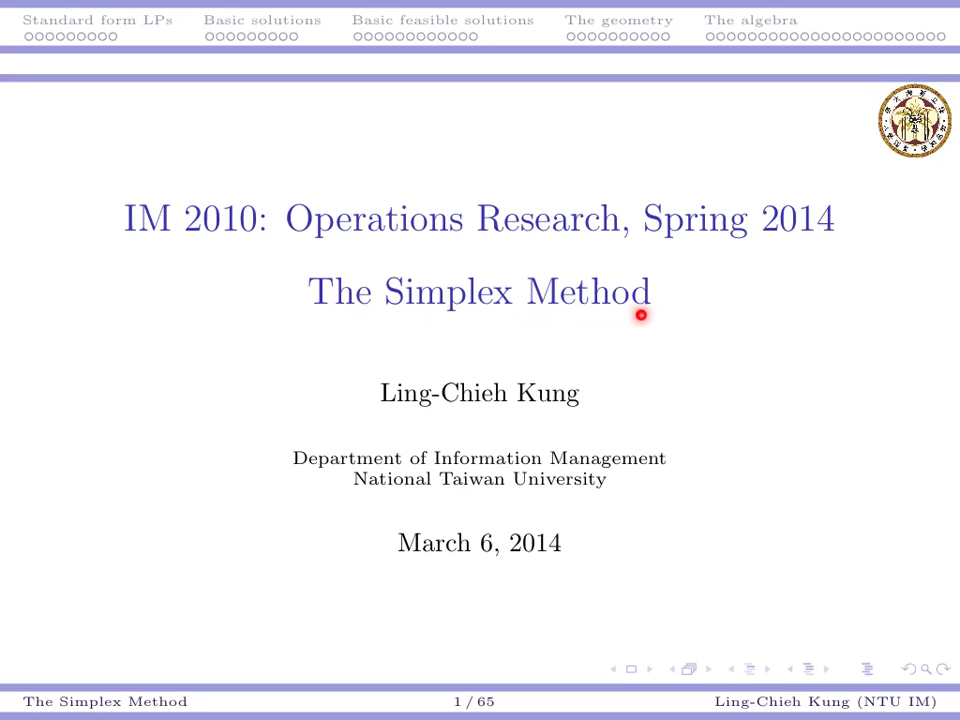 Standard form LPs Basic solutions Basic feasible solutions The geometry The algebra
IM 2010: Operations Research, Spring 2014
The Simplex Method
Ling-Chieh Kung
Department of Information Management
National Taiwan University
March 6, 2014
The Simplex Method 1 / 65 Ling-Chieh Kung (NTU IM)